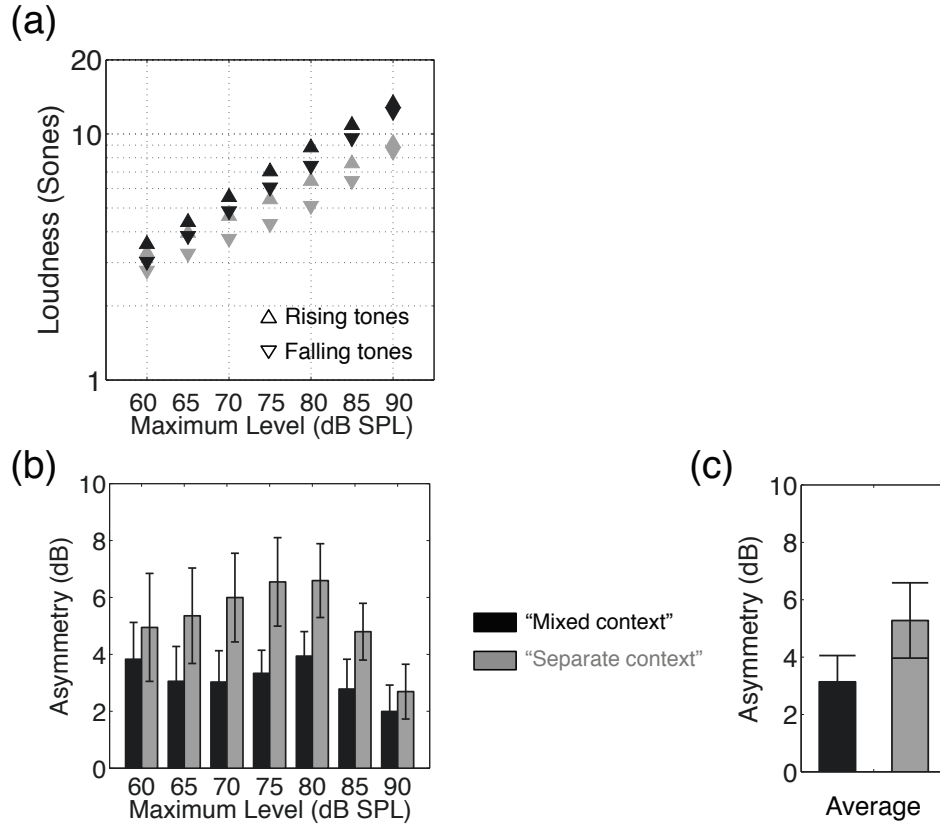 (a)
20
10
1
Loudness (Sones)
△ Rising tones
▽ Falling tones
60 65 70 75 80 85 90
Maximum Level (dB SPL)
(b)
10
8
6
4
2
0
Asymmetry (dB)
60 65 70 75 80 85 90
Maximum Level (dB SPL)
“Mixed context”
“Separate context”
(c)
10
8
6
4
2
0
Asymmetry (dB)
Average